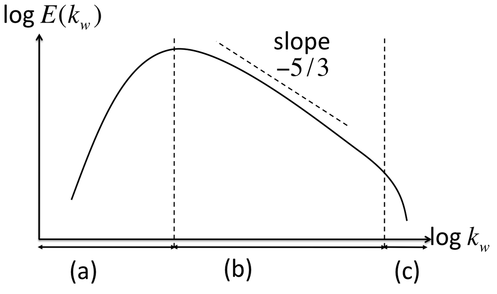 log E(k_w)
slope
–5/3
log k_w
(a)
(b)
(c)